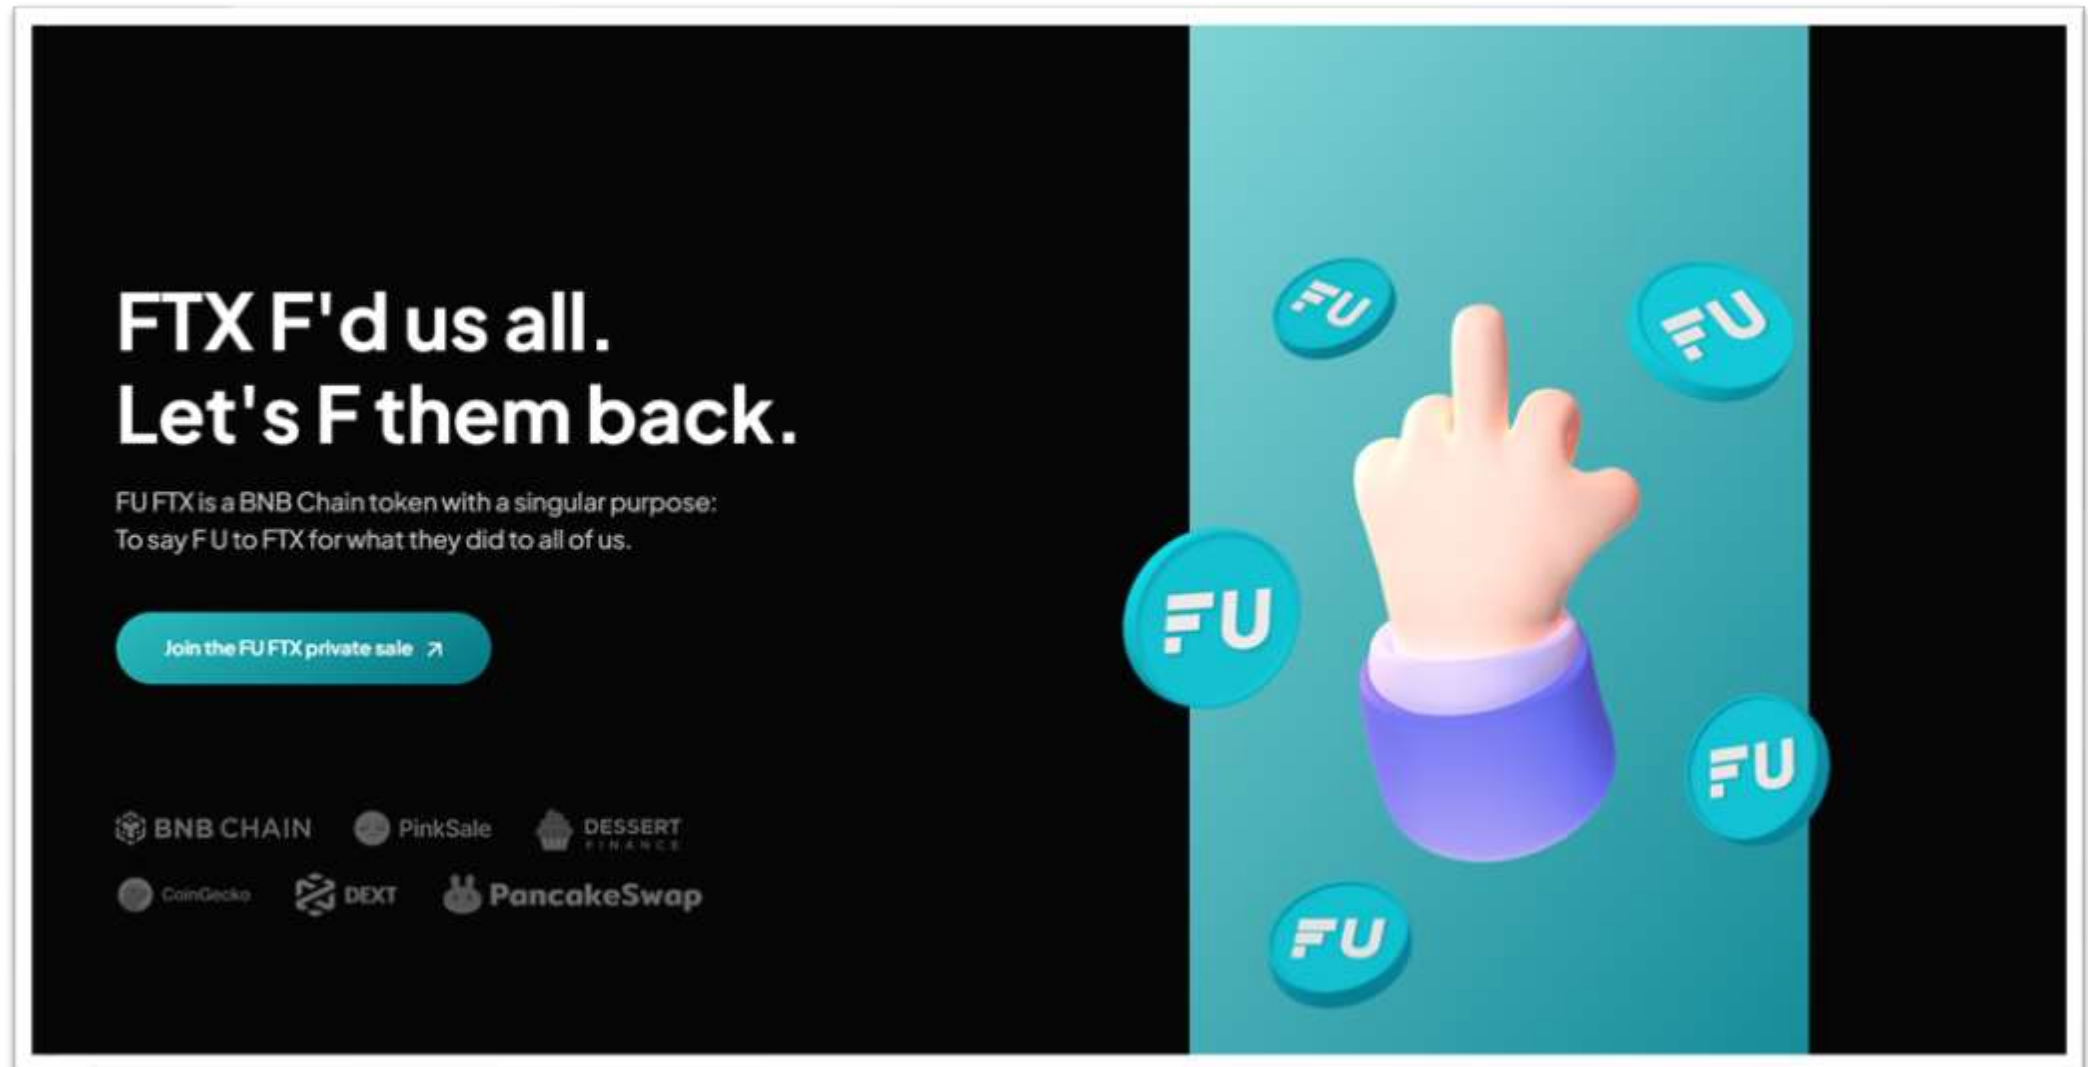 FTX F'd us all.
Let's F them back.
FU FTX is a BNB Chain token with a singular purpose:
To say F U to FTX for what they did to all of us.
Join the FU FTX private sale
BNB CHAIN
PinkSale
DESSERT
FINANCE
CoinGecko
DEXT
PancakeSwap
FU
FU
FU
FU
FU